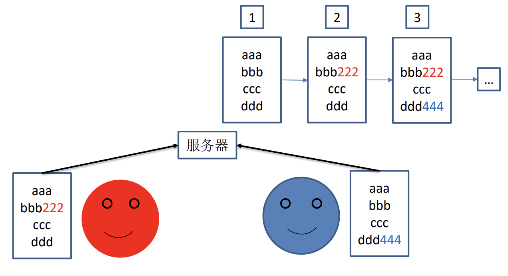 1
2
3
aaa
bbb
ccc
ddd
aaa
bbb222
ccc
ddd
aaa
bbb222
ccc
ddd444
...
服务器
aaa
bbb222
ccc
ddd
aaa
bbb
ccc
ddd444